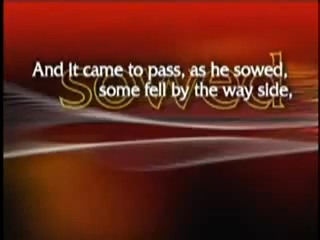 And It came to pass, as he sowed,
sowed
some fell by the way side,